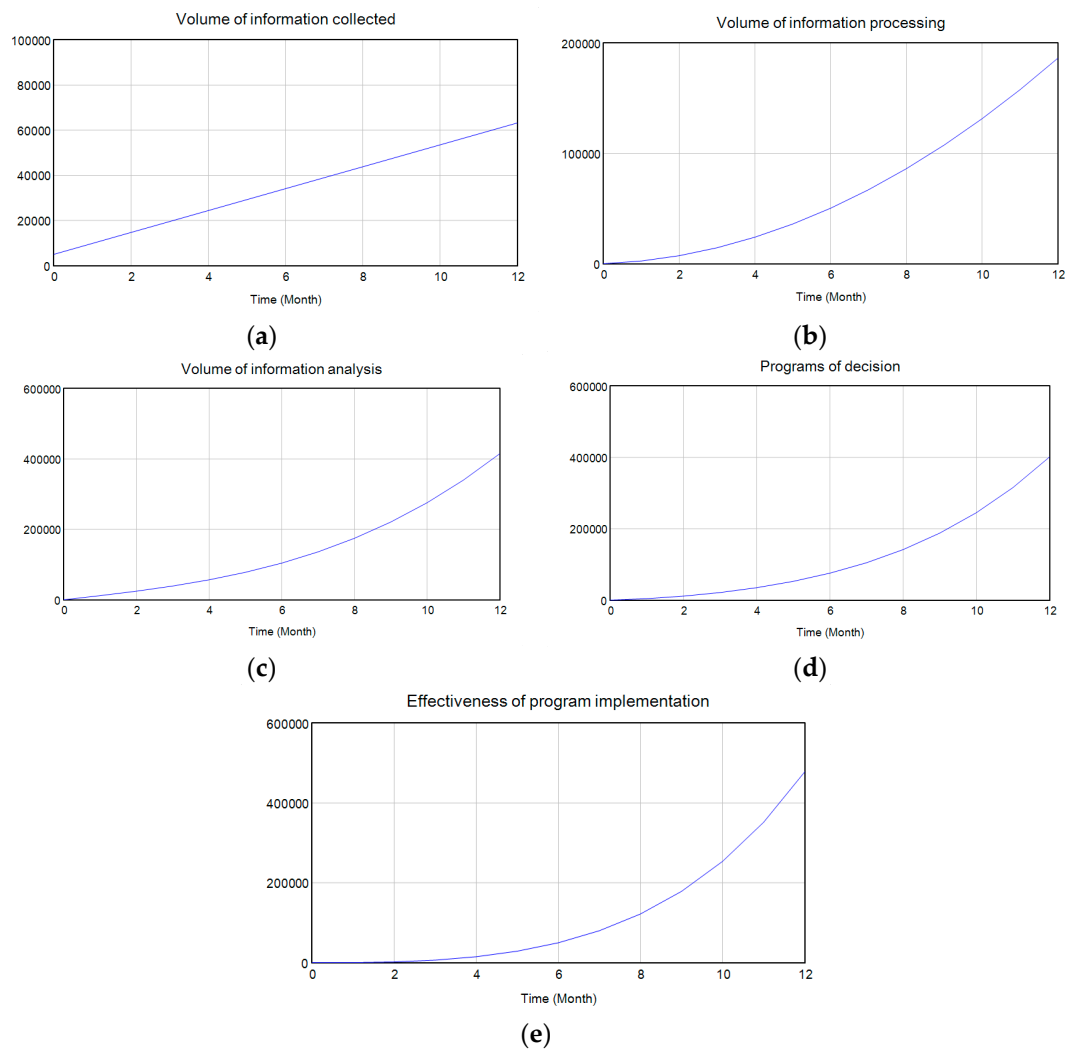 Volume of information collected
100000
80000
60000
40000
20000
0
0 2 4 6 8 10 12
Time (Month)
(a)
Volume of information processing
200000
100000
0
0 2 4 6 8 10 12
Time (Month)
(b)
Volume of information analysis
600000
400000
200000
0
0 2 4 6 8 10 12
Time (Month)
(c)
Programs of decision
600000
400000
200000
0
0 2 4 6 8 10 12
Time (Month)
(d)
Effectiveness of program implementation
600000
400000
200000
0
0 2 4 6 8 10 12
Time (Month)
(e)